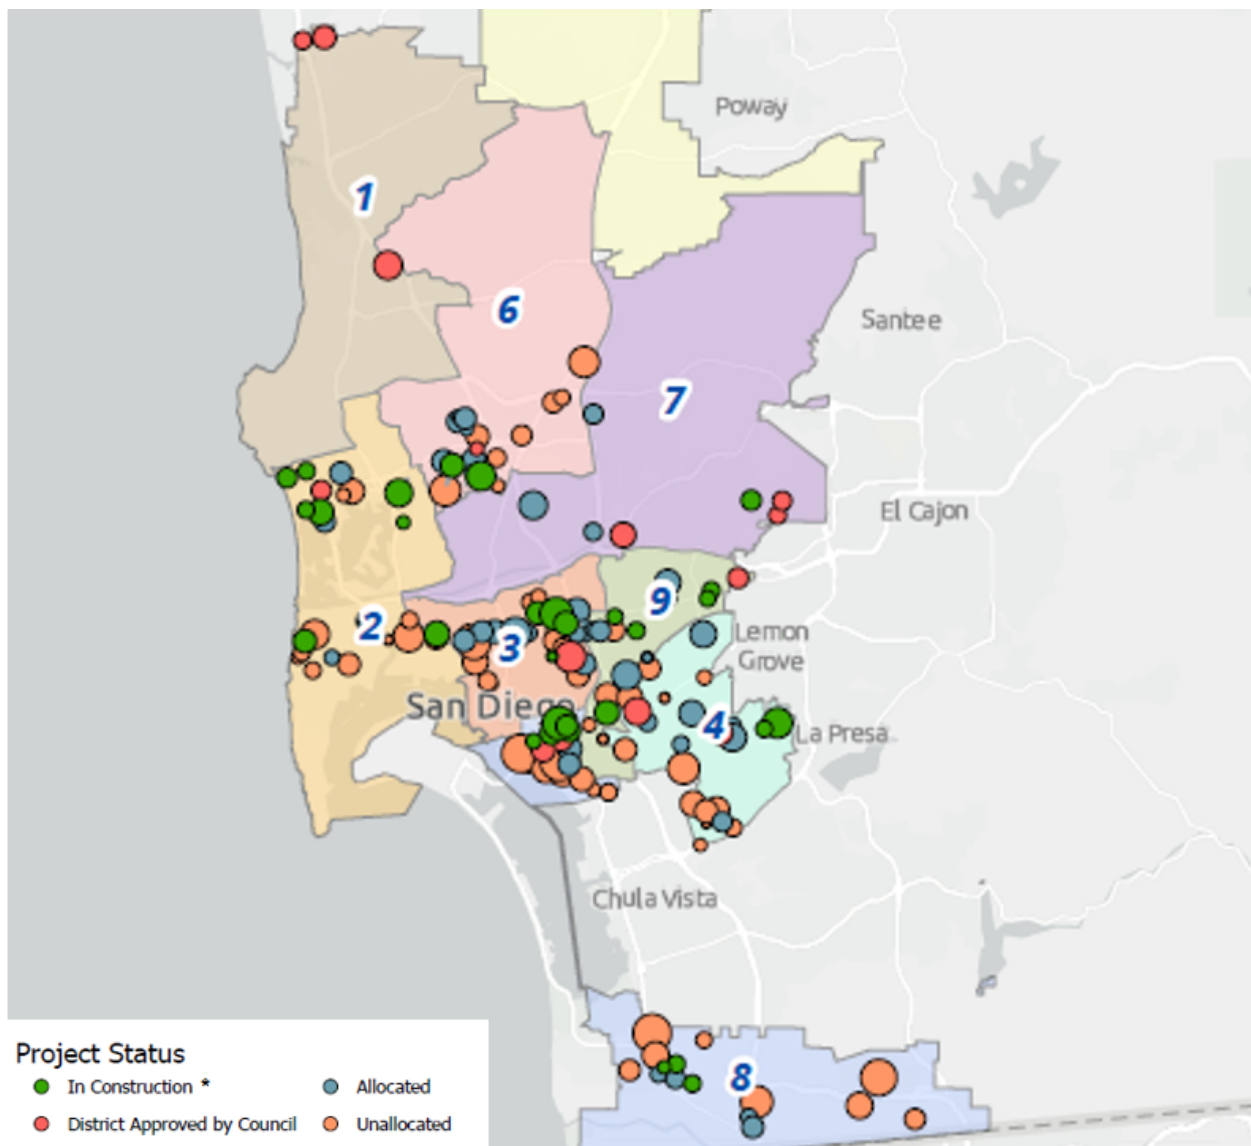 Poway
1
6
Santee
7
El Cajon
9
2
3
Lemon
Grove
San Diego
4
La Presa
Chula Vista
8
Project Status
In Construction *
Allocated
District Approved by Council
Unallocated